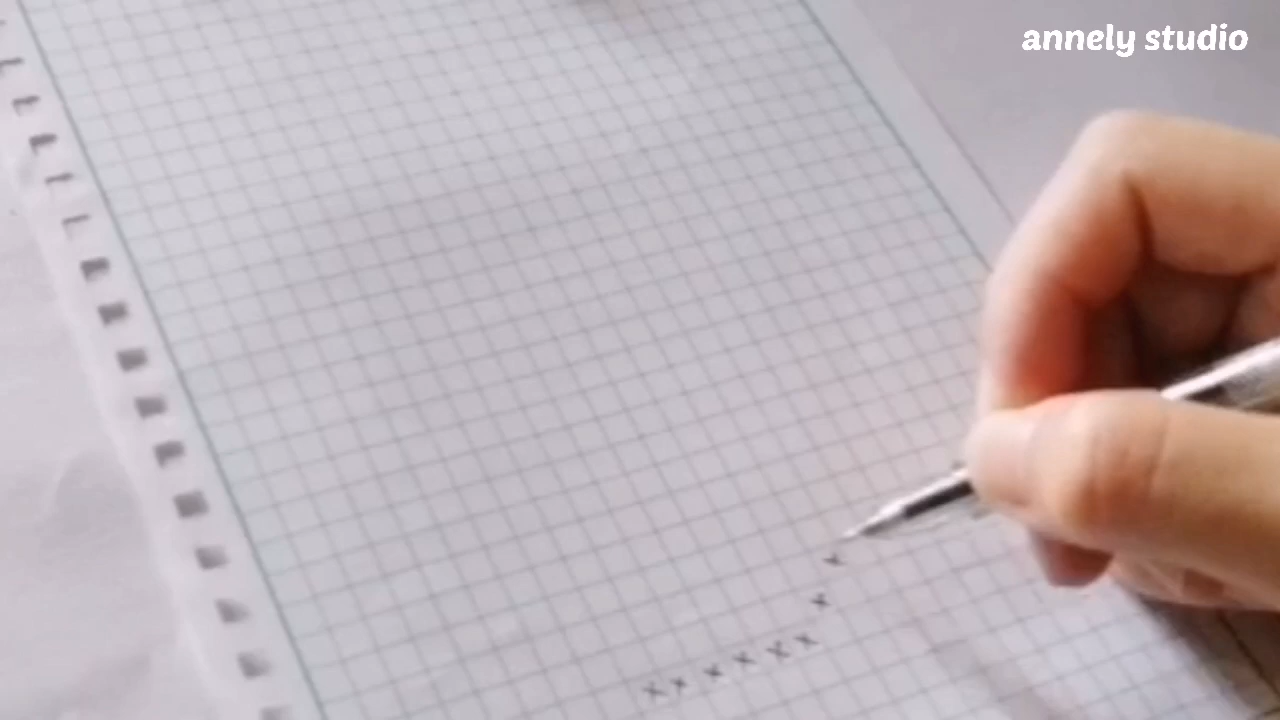 annely studio
x
x
x x x x x x